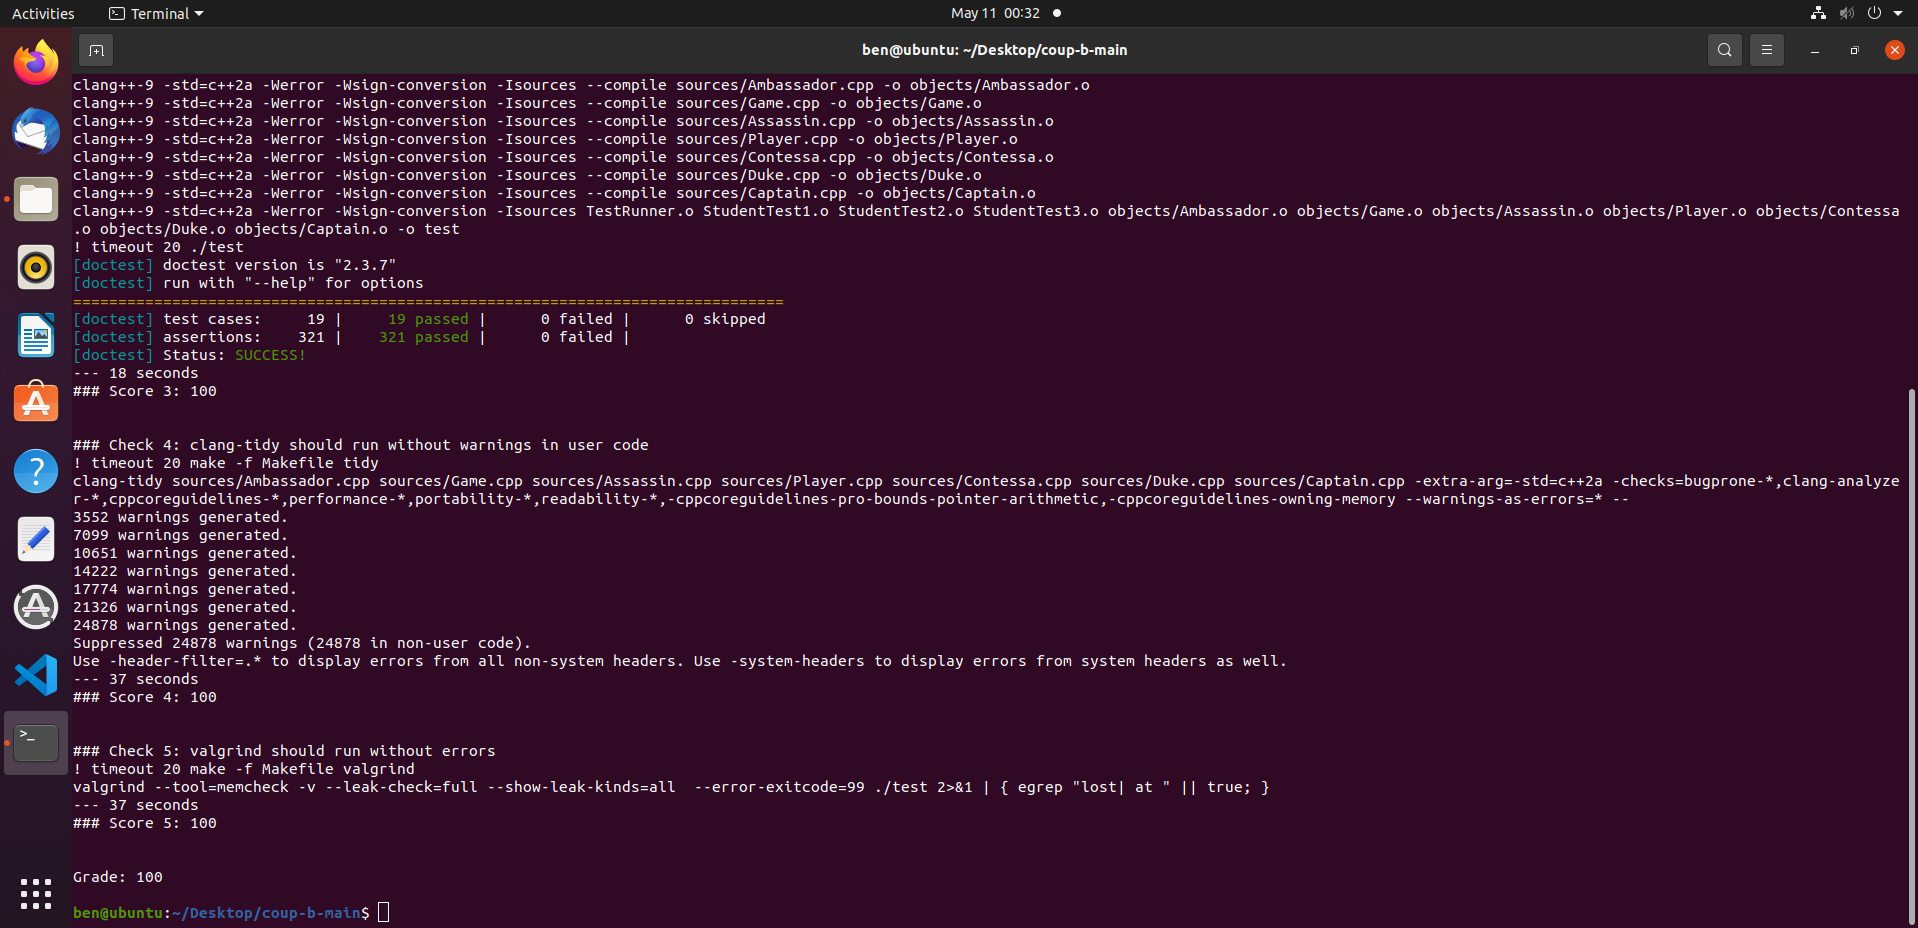 Activities
Terminal
May 11 00:32
ben@ubuntu: ~/Desktop/coup-b-main
clang++-9 -std=c++2a -Werror -Wsign-conversion -Isources --compile sources/Ambassador.cpp -o objects/Ambassador.o
clang++-9 -std=c++2a -Werror -Wsign-conversion -Isources --compile sources/Game.cpp -o objects/Game.o
clang++-9 -std=c++2a -Werror -Wsign-conversion -Isources --compile sources/Assassin.cpp -o objects/Assassin.o
clang++-9 -std=c++2a -Werror -Wsign-conversion -Isources --compile sources/Player.cpp -o objects/Player.o
clang++-9 -std=c++2a -Werror -Wsign-conversion -Isources --compile sources/Contessa.cpp -o objects/Contessa.o
clang++-9 -std=c++2a -Werror -Wsign-conversion -Isources --compile sources/Duke.cpp -o objects/Duke.o
clang++-9 -std=c++2a -Werror -Wsign-conversion -Isources --compile sources/Captain.cpp -o objects/Captain.o
clang++-9 -std=c++2a -Werror -Wsign-conversion -Isources TestRunner.o StudentTest1.o StudentTest2.o StudentTest3.o objects/Ambassador.o objects/Game.o objects/Assassin.o objects/Player.o objects/Contessa
.o objects/Duke.o objects/Captain.o -o test
! timeout 20 ./test
[doctest] doctest version is "2.3.7"
[doctest] run with "--help" for options
===============================================================================
[doctest] test cases:     19 |     19 passed |      0 failed |      0 skipped
[doctest] assertions:    321 |    321 passed |      0 failed |
[doctest] Status: SUCCESS!
--- 18 seconds
### Score 3: 100
### Check 4: clang-tidy should run without warnings in user code
! timeout 20 make -f Makefile tidy
clang-tidy sources/Ambassador.cpp sources/Game.cpp sources/Assassin.cpp sources/Player.cpp sources/Contessa.cpp sources/Duke.cpp sources/Captain.cpp -extra-arg=-std=c++2a -checks=bugprone-*,clang-analyze
r-*,cppcoreguidelines-*,performance-*,portability-*,readability-*,-cppcoreguidelines-pro-bounds-pointer-arithmetic,-cppcoreguidelines-owning-memory --warnings-as-errors=* --
3552 warnings generated.
7099 warnings generated.
10651 warnings generated.
14222 warnings generated.
17774 warnings generated.
21326 warnings generated.
24878 warnings generated.
Suppressed 24878 warnings (24878 in non-user code).
Use -header-filter=.* to display errors from all non-system headers. Use -system-headers to display errors from system headers as well.
--- 37 seconds
### Score 4: 100
### Check 5: valgrind should run without errors
! timeout 20 make -f Makefile valgrind
valgrind --tool=memcheck -v --leak-check=full --show-leak-kinds=all  --error-exitcode=99 ./test 2>&1 | { egrep "lost| at " || true; }
--- 37 seconds
### Score 5: 100
Grade: 100
ben@ubuntu:~/Desktop/coup-b-main$